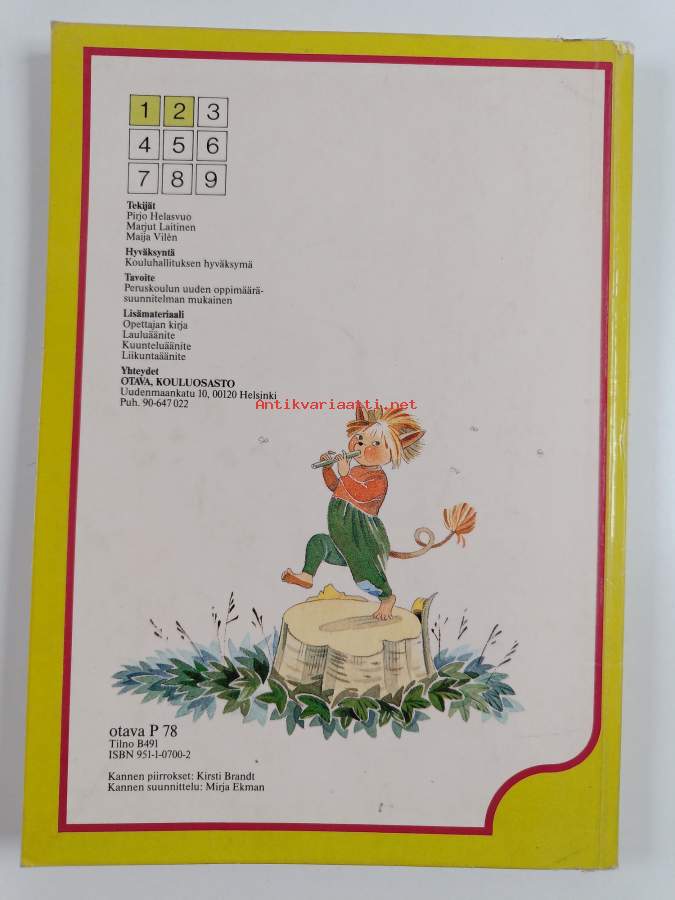 1 2 3
4 5 6
7 8 9
Tekijät
Pirjo Helasvuo
Marjut Laitinen
Maija Vilén
Hyväksyntä
Kouluhallituksen hyväksymä
Tavoite
Peruskoulun uuden oppimäärä-
suunnitelman mukainen
Lisämateriaali
Opettajan kirja
Lauluäänite
Kuunteluäänite
Liikuntaäänite
Yhteydet
OTAVA, KOULUOSASTO
Uudenmaankatu 10, 00120 Helsinki
Puh. 90-647 022
Antikvariaatti.net
otava P 78
Tilno B491
ISBN 951-1-0700-2
Kannen piirrokset: Kirsti Brandt
Kannen suunnittelu: Mirja Ekman